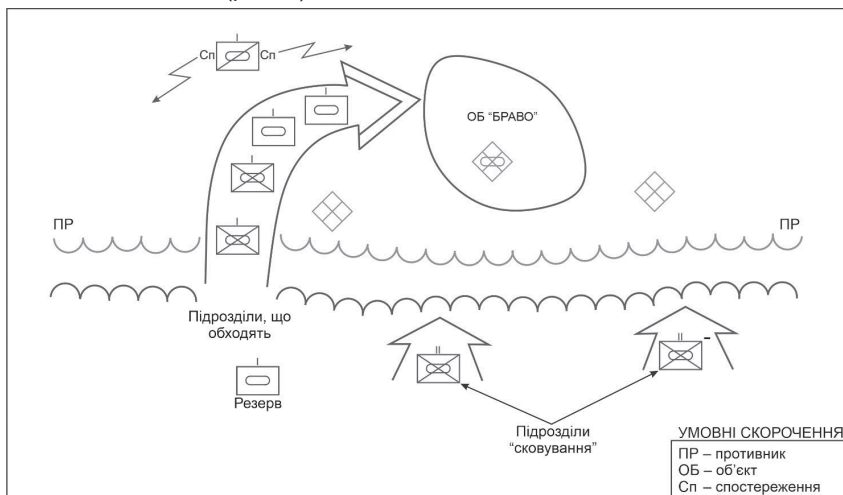 Сп
Сп
ОБ "БРАВО"
ПР
ПР
Підрозділи, що
обходять
Резерв
Підрозділи
"сковування"
УМОВНІ СКОРОЧЕННЯ
ПР – противник
ОБ – об'єкт
Сп – спостереження